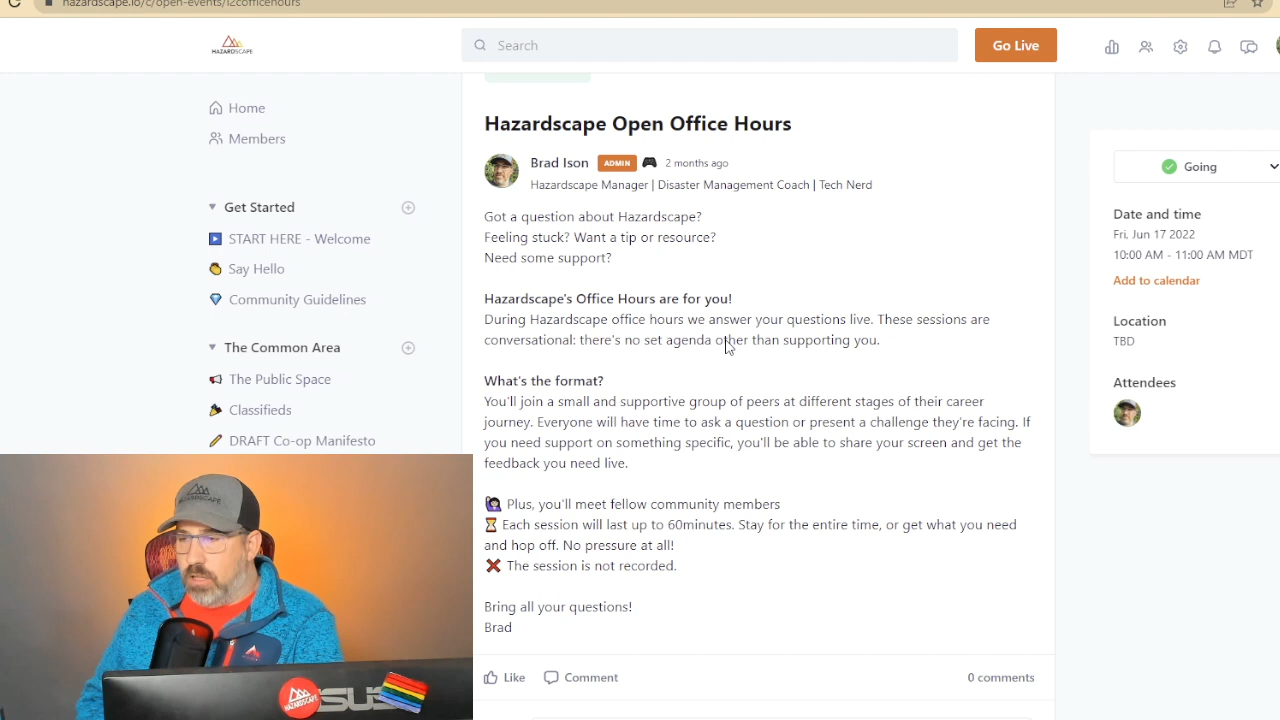 hazardscape.io/c/open-events/12officehours
HAZARDSCAPE
Search
Go Live
Home
Members
Get Started
START HERE - Welcome
Say Hello
Community Guidelines
The Common Area
The Public Space
Classifieds
DRAFT Co-op Manifesto
Hazardscape Open Office Hours
Brad Ison ADMIN 2 months ago
Hazardscape Manager | Disaster Management Coach | Tech Nerd
Got a question about Hazardscape?
Feeling stuck? Want a tip or resource?
Need some support?
Hazardscape's Office Hours are for you!
During Hazardscape office hours we answer your questions live. These sessions are
conversational: there's no set agenda other than supporting you.
What's the format?
You'll join a small and supportive group of peers at different stages of their career
journey. Everyone will have time to ask a question or present a challenge they're facing. If
you need support on something specific, you'll be able to share your screen and get the
feedback you need live.
Plus, you'll meet fellow community members
Each session will last up to 60minutes. Stay for the entire time, or get what you need
and hop off. No pressure at all!
The session is not recorded.
Bring all your questions!
Brad
Like
Comment
0 comments
Going
Date and time
Fri, Jun 17 2022
10:00 AM - 11:00 AM MDT
Add to calendar
Location
TBD
Attendees
HAZARDSCAPE
HAZARDSCAPE
ASUS